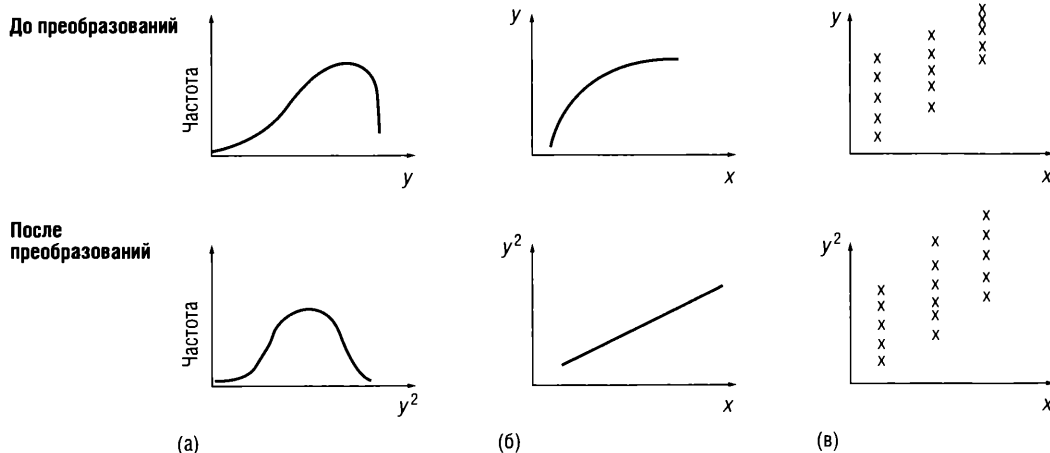 До преобразований
Частота
y
y
x
y
x x x x x x x x x x x x x x x
x
После
преобразований
Частота
y²
y²
x
y²
x x x x x x x x x x x x x x x x
x
(а)
(б)
(в)